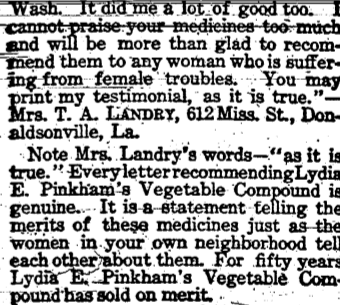 Wash. It did me a lot of good too. I
cannot praise your medicines too much
and will be more than glad to recom-
mend them to any woman who is suffer-
ing from female troubles. You may
print my testimonial, as it is true."—
MRS. T. A. LANDRY, 612 Miss. St., Don-
aldsonville, La.
Note Mrs. Landry's words—"as it is
true." Every letter recommending Lydia
E. Pinkham's Vegetable Compound is
genuine. It is a statement telling the
merits of these medicines just as the
women in your own neighborhood tell
each other about them. For fifty years
Lydia E. Pinkham's Vegetable Com-
pound has sold on merit.